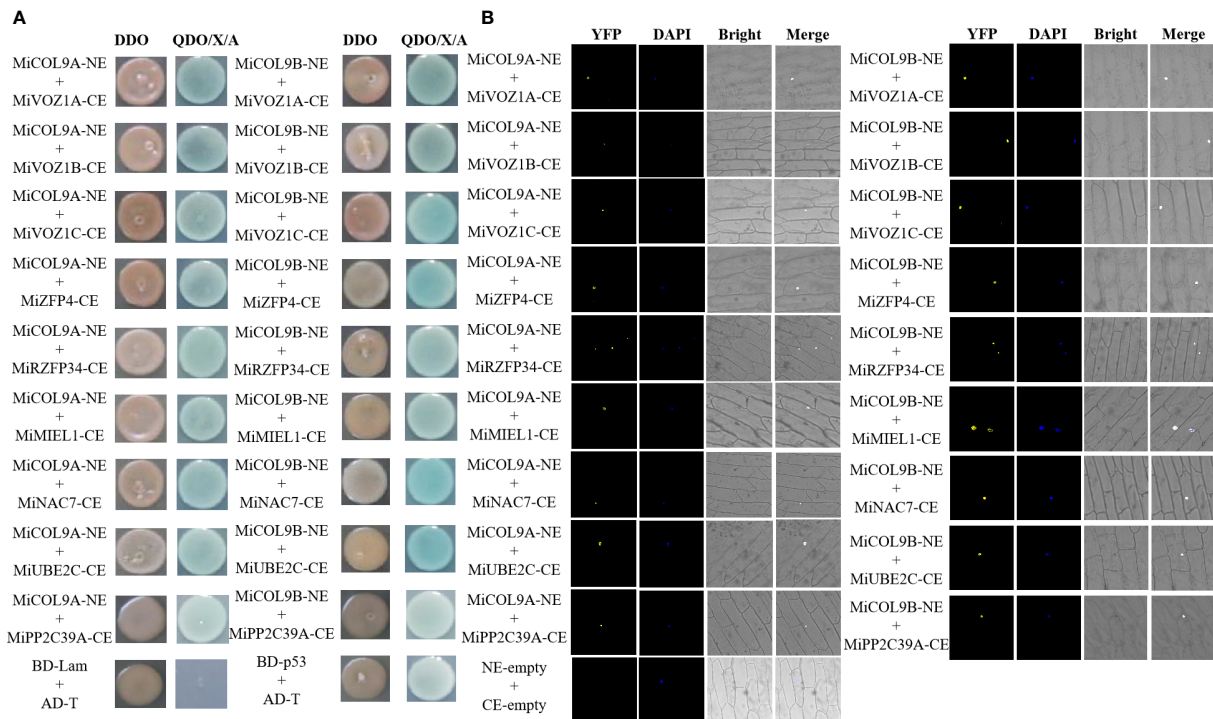 A
DDO QDO/X/A DDO QDO/X/A
MiCOL9A-NE
+
MiVOZ1A-CE
MiCOL9B-NE
+
MiVOZ1A-CE
MiCOL9A-NE
+
MiVOZ1B-CE
MiCOL9B-NE
+
MiVOZ1B-CE
MiCOL9A-NE
+
MiVOZ1C-CE
MiCOL9B-NE
+
MiVOZ1C-CE
MiCOL9A-NE
+
MiZFP4-CE
MiCOL9B-NE
+
MiZFP4-CE
MiCOL9A-NE
+
MiRZFP34-CE
MiCOL9B-NE
+
MiRZFP34-CE
MiCOL9A-NE
+
MiMIEL1-CE
MiCOL9B-NE
+
MiMIEL1-CE
MiCOL9A-NE
+
MiNAC7-CE
MiCOL9B-NE
+
MiNAC7-CE
MiCOL9A-NE
+
MiUBE2C-CE
MiCOL9B-NE
+
MiUBE2C-CE
MiCOL9A-NE
+
MiPP2C39A-CE
MiCOL9B-NE
+
MiPP2C39A-CE
BD-Lam
+
AD-T
BD-p53
+
AD-T
B
YFP DAPI Bright Merge YFP DAPI Bright Merge
MiCOL9A-NE
+
MiVOZ1A-CE
MiCOL9B-NE
+
MiVOZ1A-CE
MiCOL9A-NE
+
MiVOZ1B-CE
MiCOL9B-NE
+
MiVOZ1B-CE
MiCOL9A-NE
+
MiVOZ1C-CE
MiCOL9B-NE
+
MiVOZ1C-CE
MiCOL9A-NE
+
MiZFP4-CE
MiCOL9B-NE
+
MiZFP4-CE
MiCOL9A-NE
+
MiRZFP34-CE
MiCOL9B-NE
+
MiRZFP34-CE
MiCOL9A-NE
+
MiMIEL1-CE
MiCOL9B-NE
+
MiMIEL1-CE
MiCOL9A-NE
+
MiNAC7-CE
MiCOL9B-NE
+
MiNAC7-CE
MiCOL9A-NE
+
MiUBE2C-CE
MiCOL9B-NE
+
MiUBE2C-CE
MiCOL9A-NE
+
MiPP2C39A-CE
MiCOL9B-NE
+
MiPP2C39A-CE
NE-empty
+
CE-empty